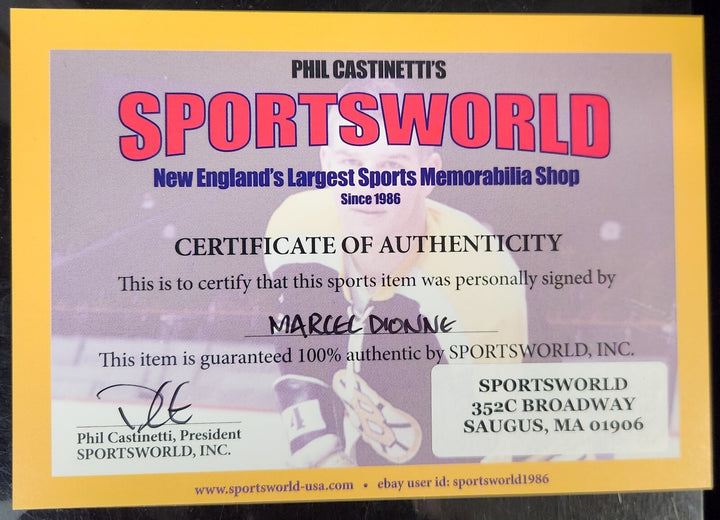 PHIL CASTINETTI'S
SPORTSWORLD
New England's Largest Sports Memorabilia Shop
Since 1986
CERTIFICATE OF AUTHENTICITY
This is to certify that this sports item was personally signed by
MARCEL DIONNE
This item is guaranteed 100% authentic by SPORTSWORLD, INC.
Phil Castinetti, President
SPORTSWORLD, INC.
SPORTSWORLD
352C BROADWAY
SAUGUS, MA 01906
4
www.sportsworld-usa.com • ebay user id: sportsworld1986